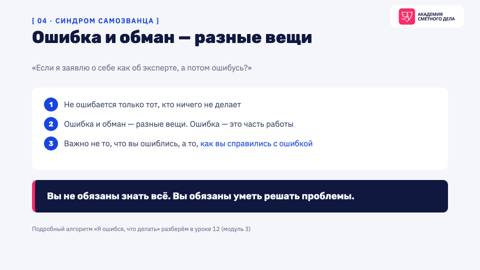 [ 04 · СИНДРОМ САМОЗВАНЦА ]
АКАДЕМИЯ
СМЕТНОГО ДЕЛА
Ошибка и обман — разные вещи
«Если я заявлю о себе как об эксперте, а потом ошибусь?»
1 Не ошибается только тот, кто ничего не делает
2 Ошибка и обман — разные вещи. Ошибка — это часть работы
3 Важно не то, что вы ошиблись, а то, как вы справились с ошибкой
Вы не обязаны знать всё. Вы обязаны уметь решать проблемы.
Подробный алгоритм «Я ошибся, что делать» разберём в уроке 12 (модуль 3)